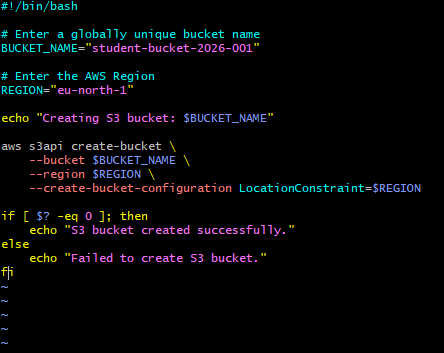 #!/bin/bash

# Enter a globally unique bucket name
BUCKET_NAME="student-bucket-2026-001"

# Enter the AWS Region
REGION="eu-north-1"

echo "Creating S3 bucket: $BUCKET_NAME"

aws s3api create-bucket \
    --bucket $BUCKET_NAME \
    --region $REGION \
    --create-bucket-configuration LocationConstraint=$REGION

if [ $? -eq 0 ]; then
    echo "S3 bucket created successfully."
else
    echo "Failed to create S3 bucket."
fi
~
~
~
~
~